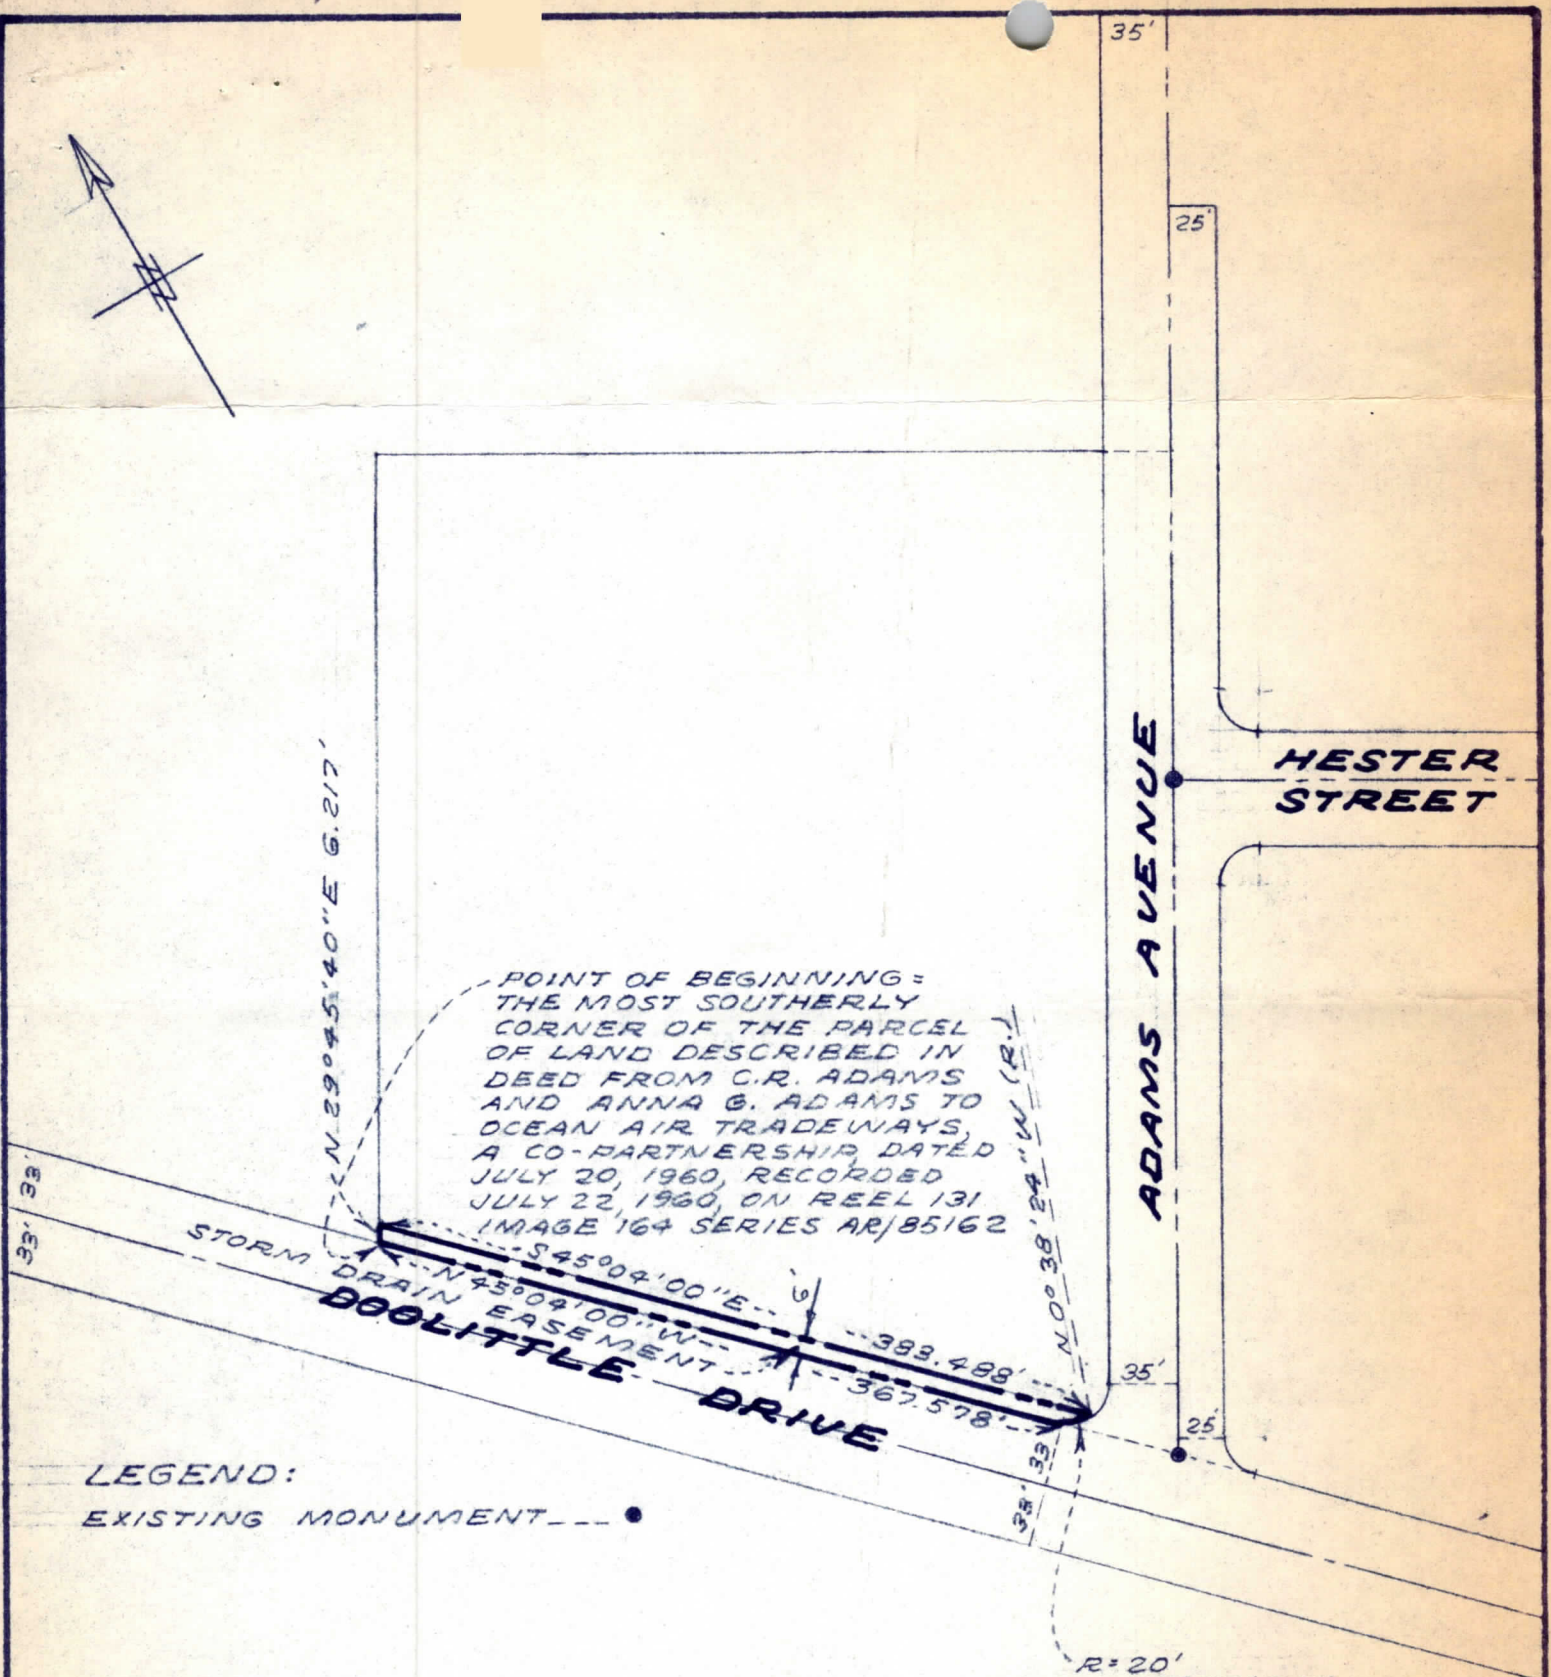 35'
25'
HESTER
STREET
ADAMS AVENUE
N 29°45'40"E 6.217'
POINT OF BEGINNING =
THE MOST SOUTHERLY
CORNER OF THE PARCEL
OF LAND DESCRIBED IN
DEED FROM C.R. ADAMS
AND ANNA G. ADAMS TO
OCEAN AIR TRADEWAYS,
A CO-PARTNERSHIP, DATED
JULY 20, 1960, RECORDED
JULY 22, 1960, ON REEL 131
IMAGE 164 SERIES AR/85162
N 0°38'24"W (R.)
33'
33'
STORM DRAIN EASEMENT
S 45°04'00"E
383.488'
N 45°04'00"W
367.578'
6'
DOOLITTLE DRIVE
35'
25'
33'
33'
R=20'
LEGEND:
EXISTING MONUMENT